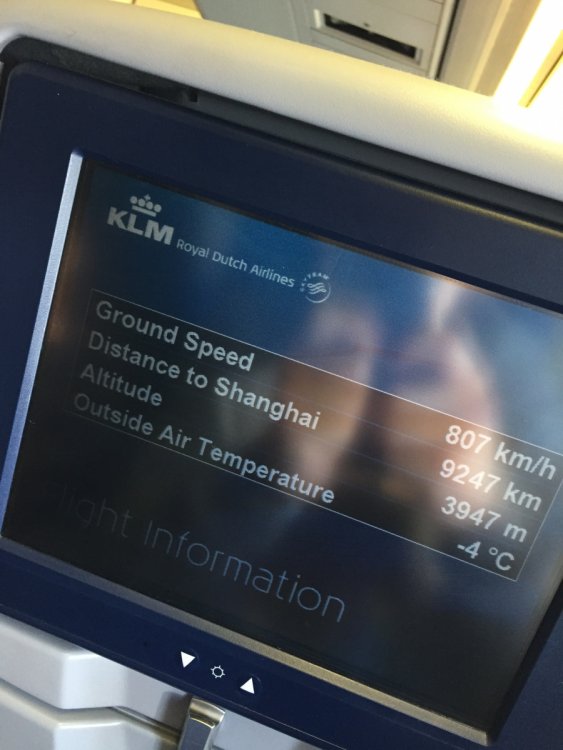 KLM Royal Dutch Airlines SKYTEAM
Ground Speed 807 km/h
Distance to Shanghai 9247 km
Altitude 3947 m
Outside Air Temperature -4 °C
Flight information